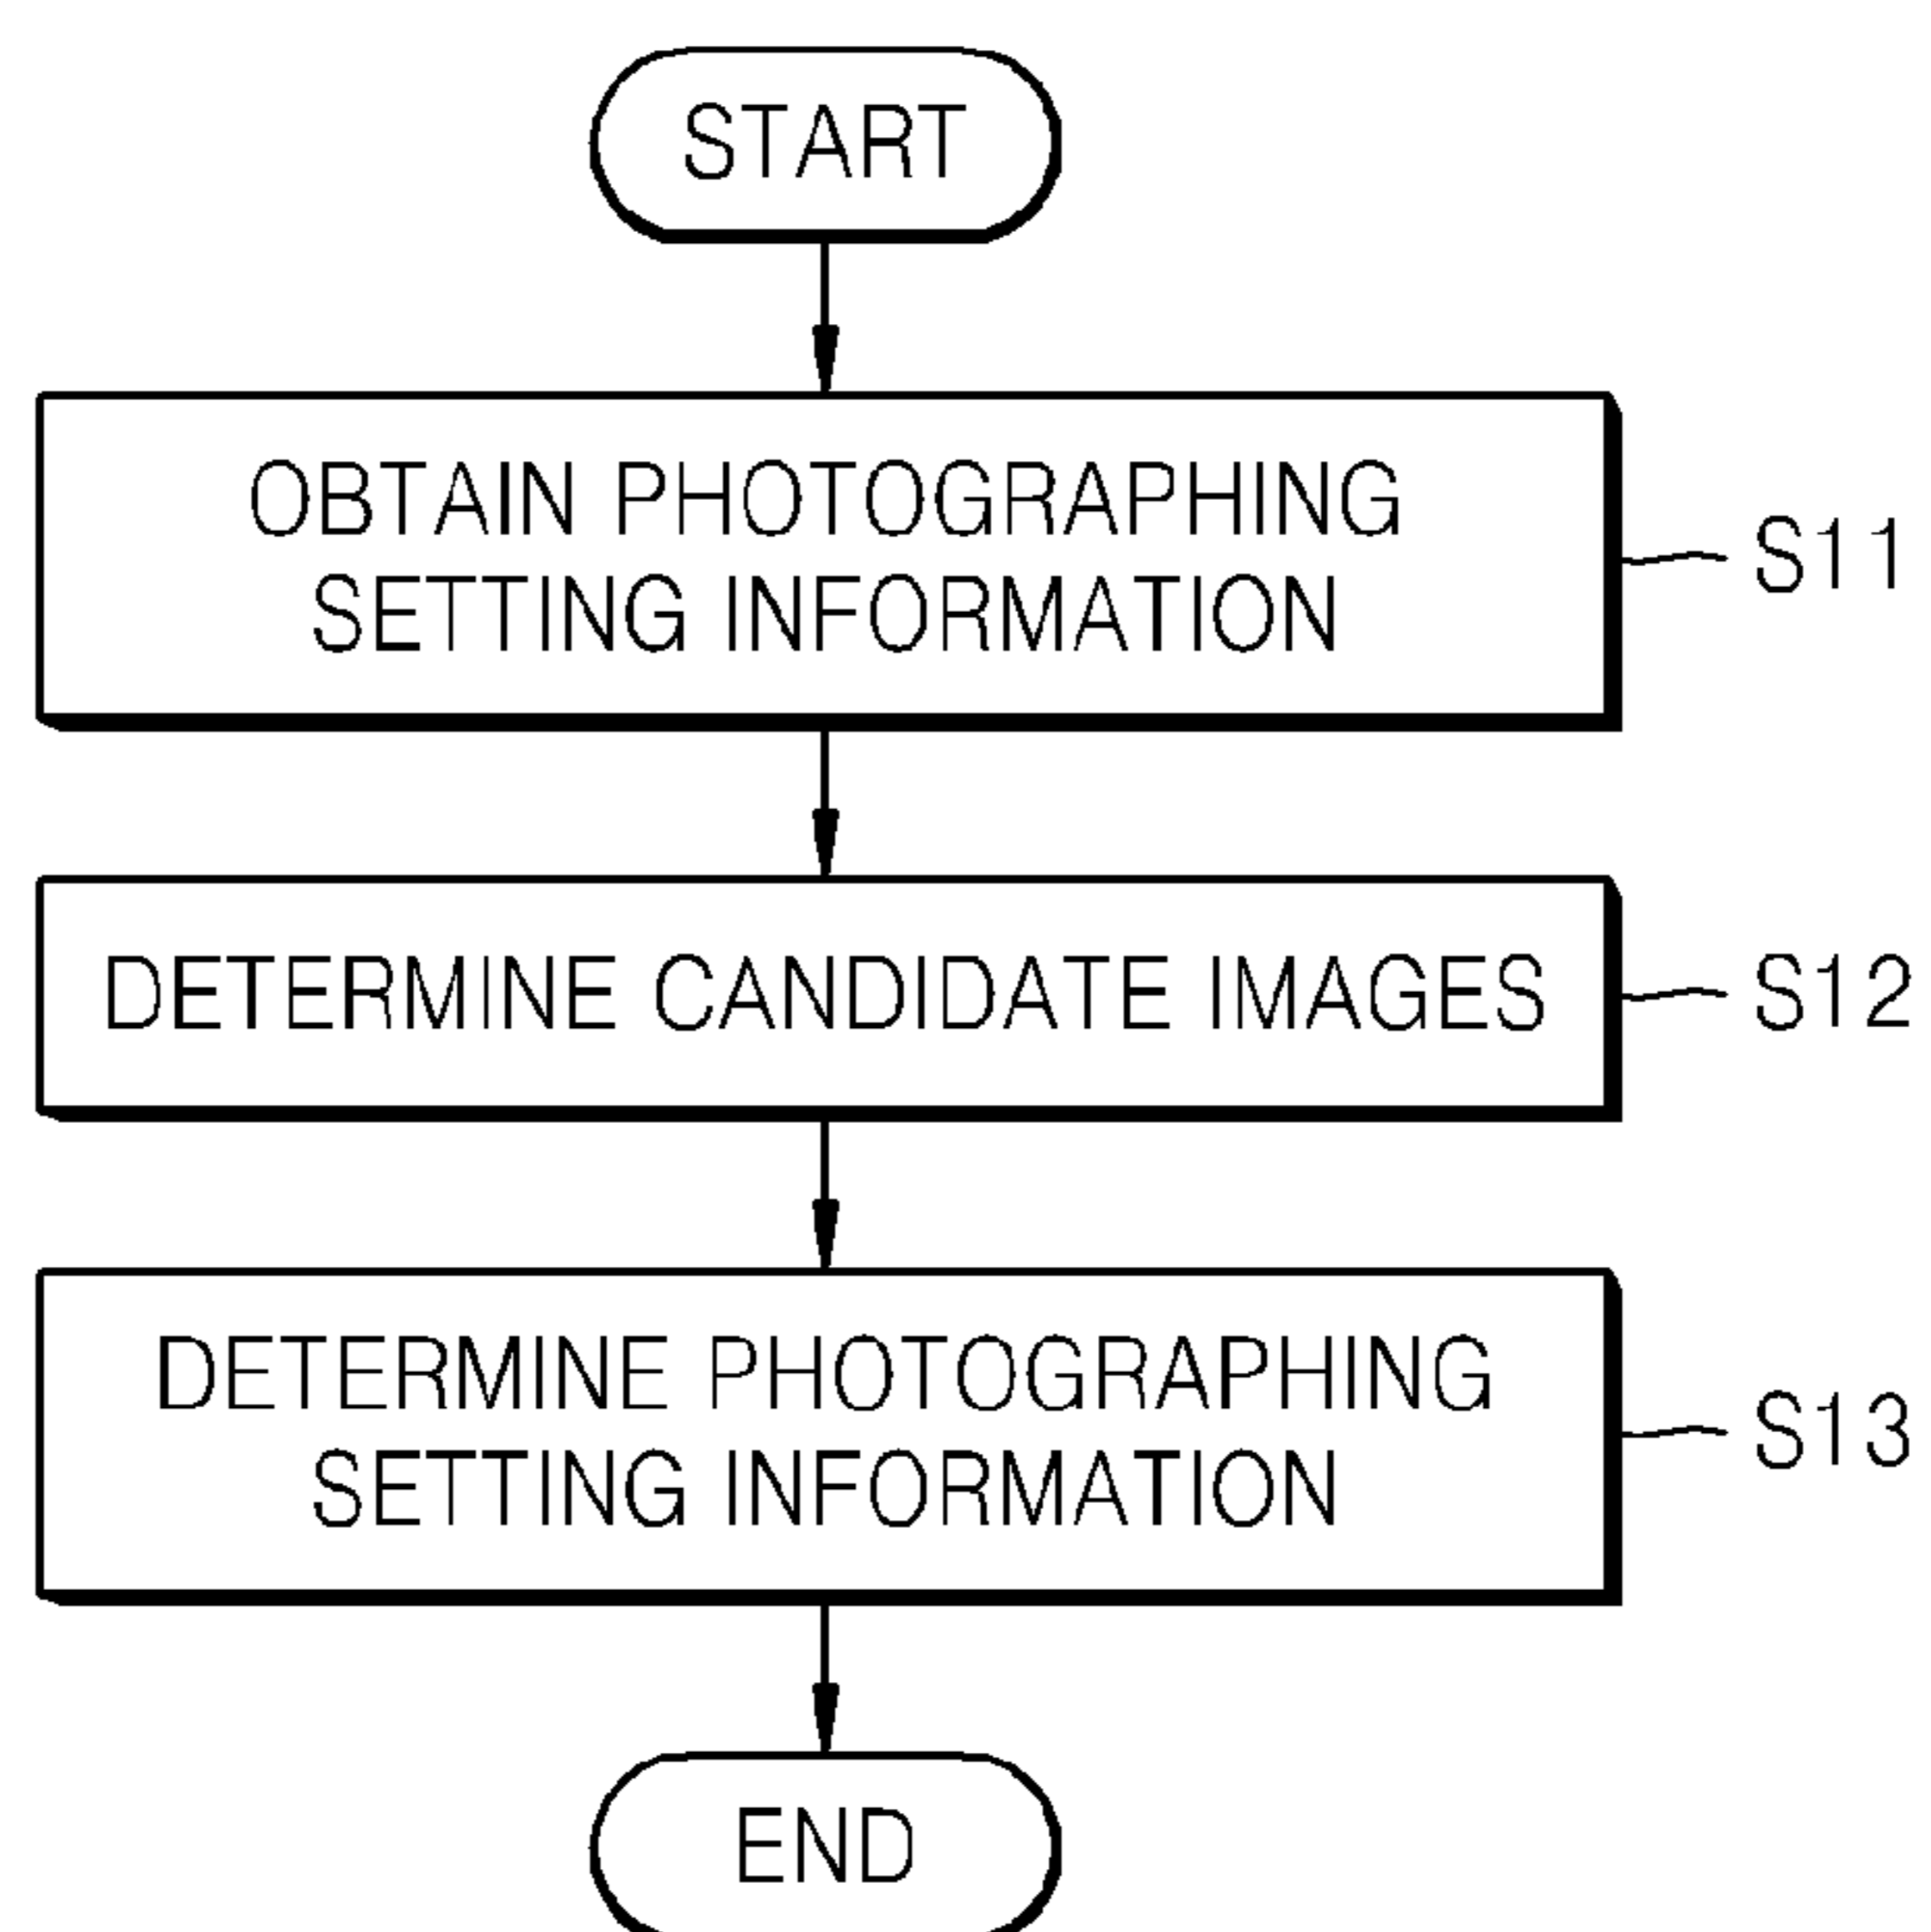 START
OBTAIN PHOTOGRAPHING
SETTING INFORMATION
S11
DETERMINE CANDIDATE IMAGES
S12
DETERMINE PHOTOGRAPHING
SETTING INFORMATION
S13
END